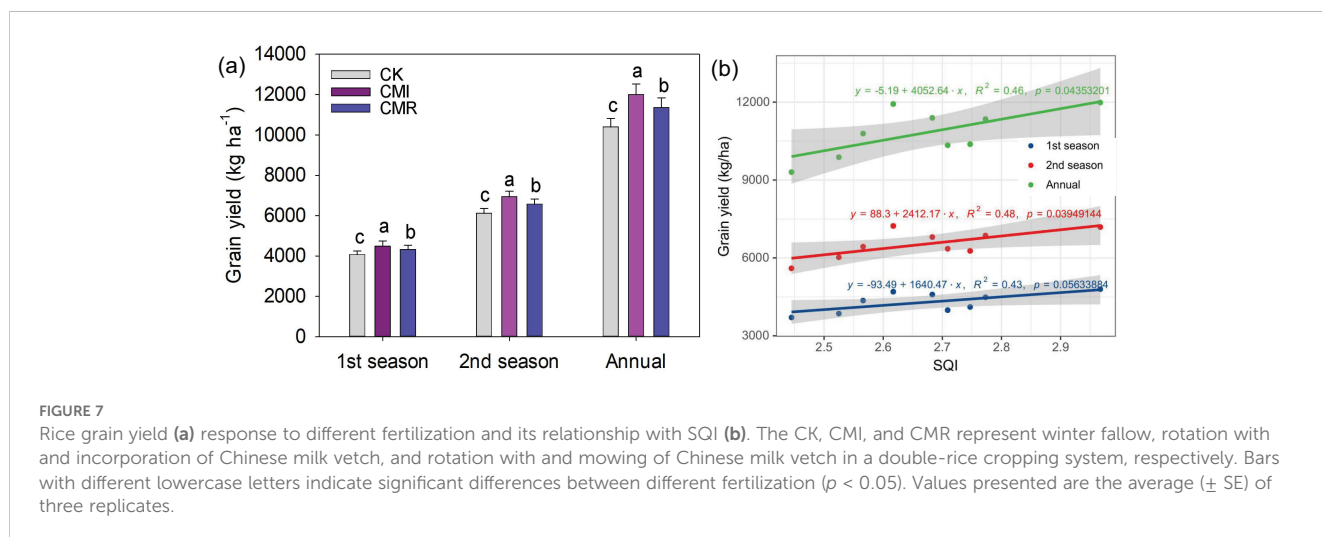 (a)
14000
12000
10000
8000
6000
4000
2000
0
Grain yield (kg ha⁻¹)
CK
CMI
CMR
c a b
c a b
c a b
1st season 2nd season Annual
(b)
12000
9000
6000
3000
Grain yield (kg/ha)
y = -5.19 + 4052.64 · x, R² = 0.46, p = 0.04353201
1st season
2nd season
Annual
y = 88.3 + 2412.17 · x, R² = 0.48, p = 0.03949144
y = -93.49 + 1640.47 · x, R² = 0.43, p = 0.05633884
2.5 2.6 2.7 2.8 2.9
SQI
FIGURE 7
Rice grain yield (a) response to different fertilization and its relationship with SQI (b). The CK, CMI, and CMR represent winter fallow, rotation with
and incorporation of Chinese milk vetch, and rotation with and mowing of Chinese milk vetch in a double-rice cropping system, respectively. Bars
with different lowercase letters indicate significant differences between different fertilization (p < 0.05). Values presented are the average (± SE) of
three replicates.